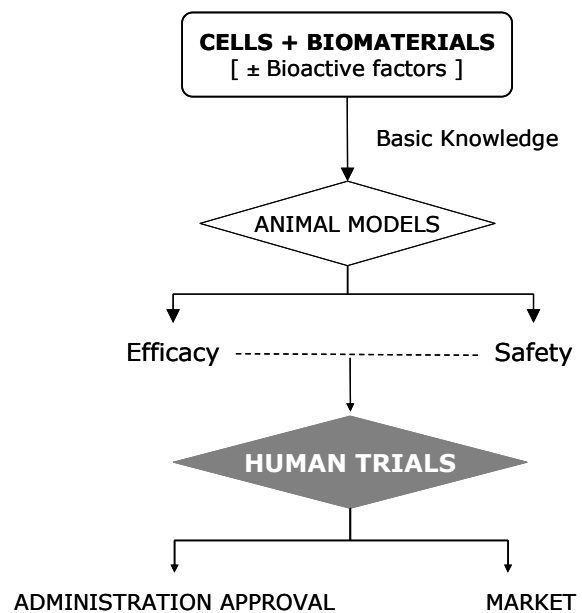 CELLS + BIOMATERIALS
[ ± Bioactive factors ]
Basic Knowledge
ANIMAL MODELS
Efficacy
Safety
HUMAN TRIALS
ADMINISTRATION APPROVAL
MARKET